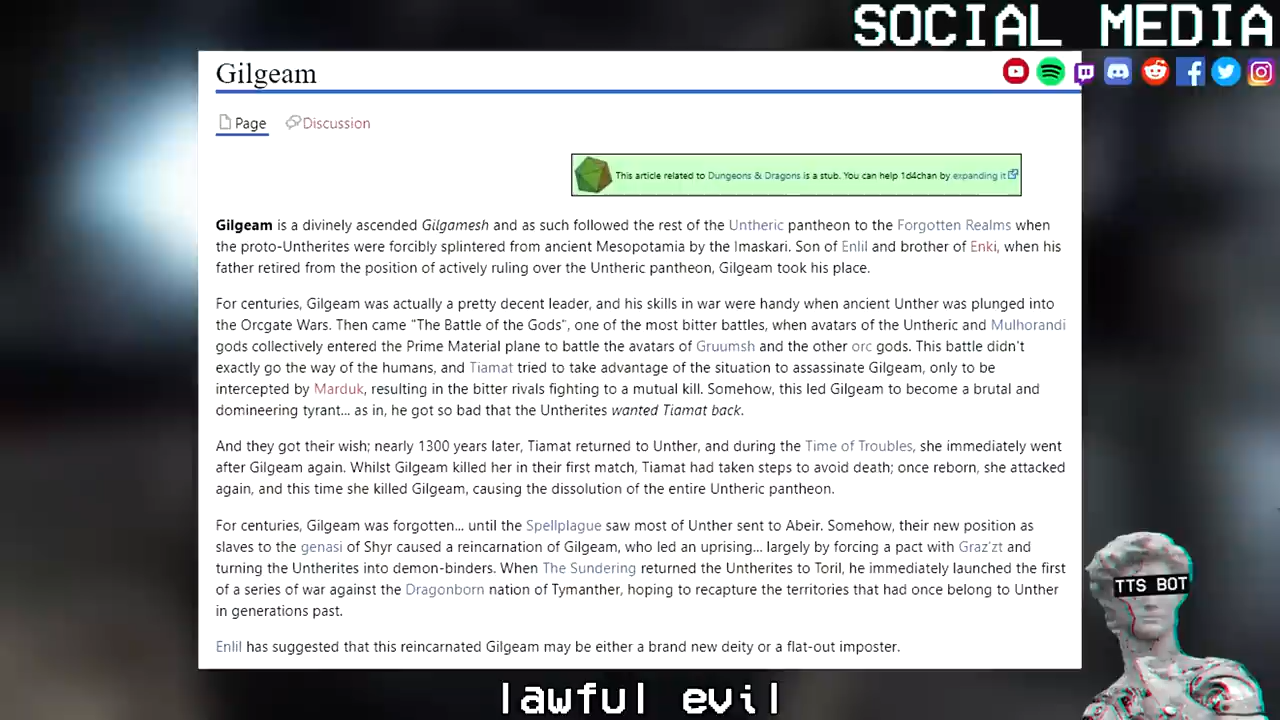 SOCIAL MEDIA
Gilgeam
Page Discussion
This article related to Dungeons & Dragons is a stub. You can help 1d4chan by expanding it
Gilgeam is a divinely ascended Gilgamesh and as such followed the rest of the Untheric pantheon to the Forgotten Realms when
the proto-Untherites were forcibly splintered from ancient Mesopotamia by the Imaskari. Son of Enlil and brother of Enki, when his
father retired from the position of actively ruling over the Untheric pantheon, Gilgeam took his place.
For centuries, Gilgeam was actually a pretty decent leader, and his skills in war were handy when ancient Unther was plunged into
the Orcgate Wars. Then came "The Battle of the Gods", one of the most bitter battles, when avatars of the Untheric and Mulhorandi
gods collectively entered the Prime Material plane to battle the avatars of Gruumsh and the other orc gods. This battle didn't
exactly go the way of the humans, and Tiamat tried to take advantage of the situation to assassinate Gilgeam, only to be
intercepted by Marduk, resulting in the bitter rivals fighting to a mutual kill. Somehow, this led Gilgeam to become a brutal and
domineering tyrant... as in, he got so bad that the Untherites wanted Tiamat back.
And they got their wish; nearly 1300 years later, Tiamat returned to Unther, and during the Time of Troubles, she immediately went
after Gilgeam again. Whilst Gilgeam killed her in their first match, Tiamat had taken steps to avoid death; once reborn, she attacked
again, and this time she killed Gilgeam, causing the dissolution of the entire Untheric pantheon.
For centuries, Gilgeam was forgotten... until the Spellplague saw most of Unther sent to Abeir. Somehow, their new position as
slaves to the genasi of Shyr caused a reincarnation of Gilgeam, who led an uprising... largely by forcing a pact with Graz'zt and
turning the Untherites into demon-binders. When The Sundering returned the Untherites to Toril, he immediately launched the first
of a series of war against the Dragonborn nation of Tymanther, hoping to recapture the territories that had once belong to Unther
in generations past.
Enlil has suggested that this reincarnated Gilgeam may be either a brand new deity or a flat-out imposter.
TTS BOT
lawful evil